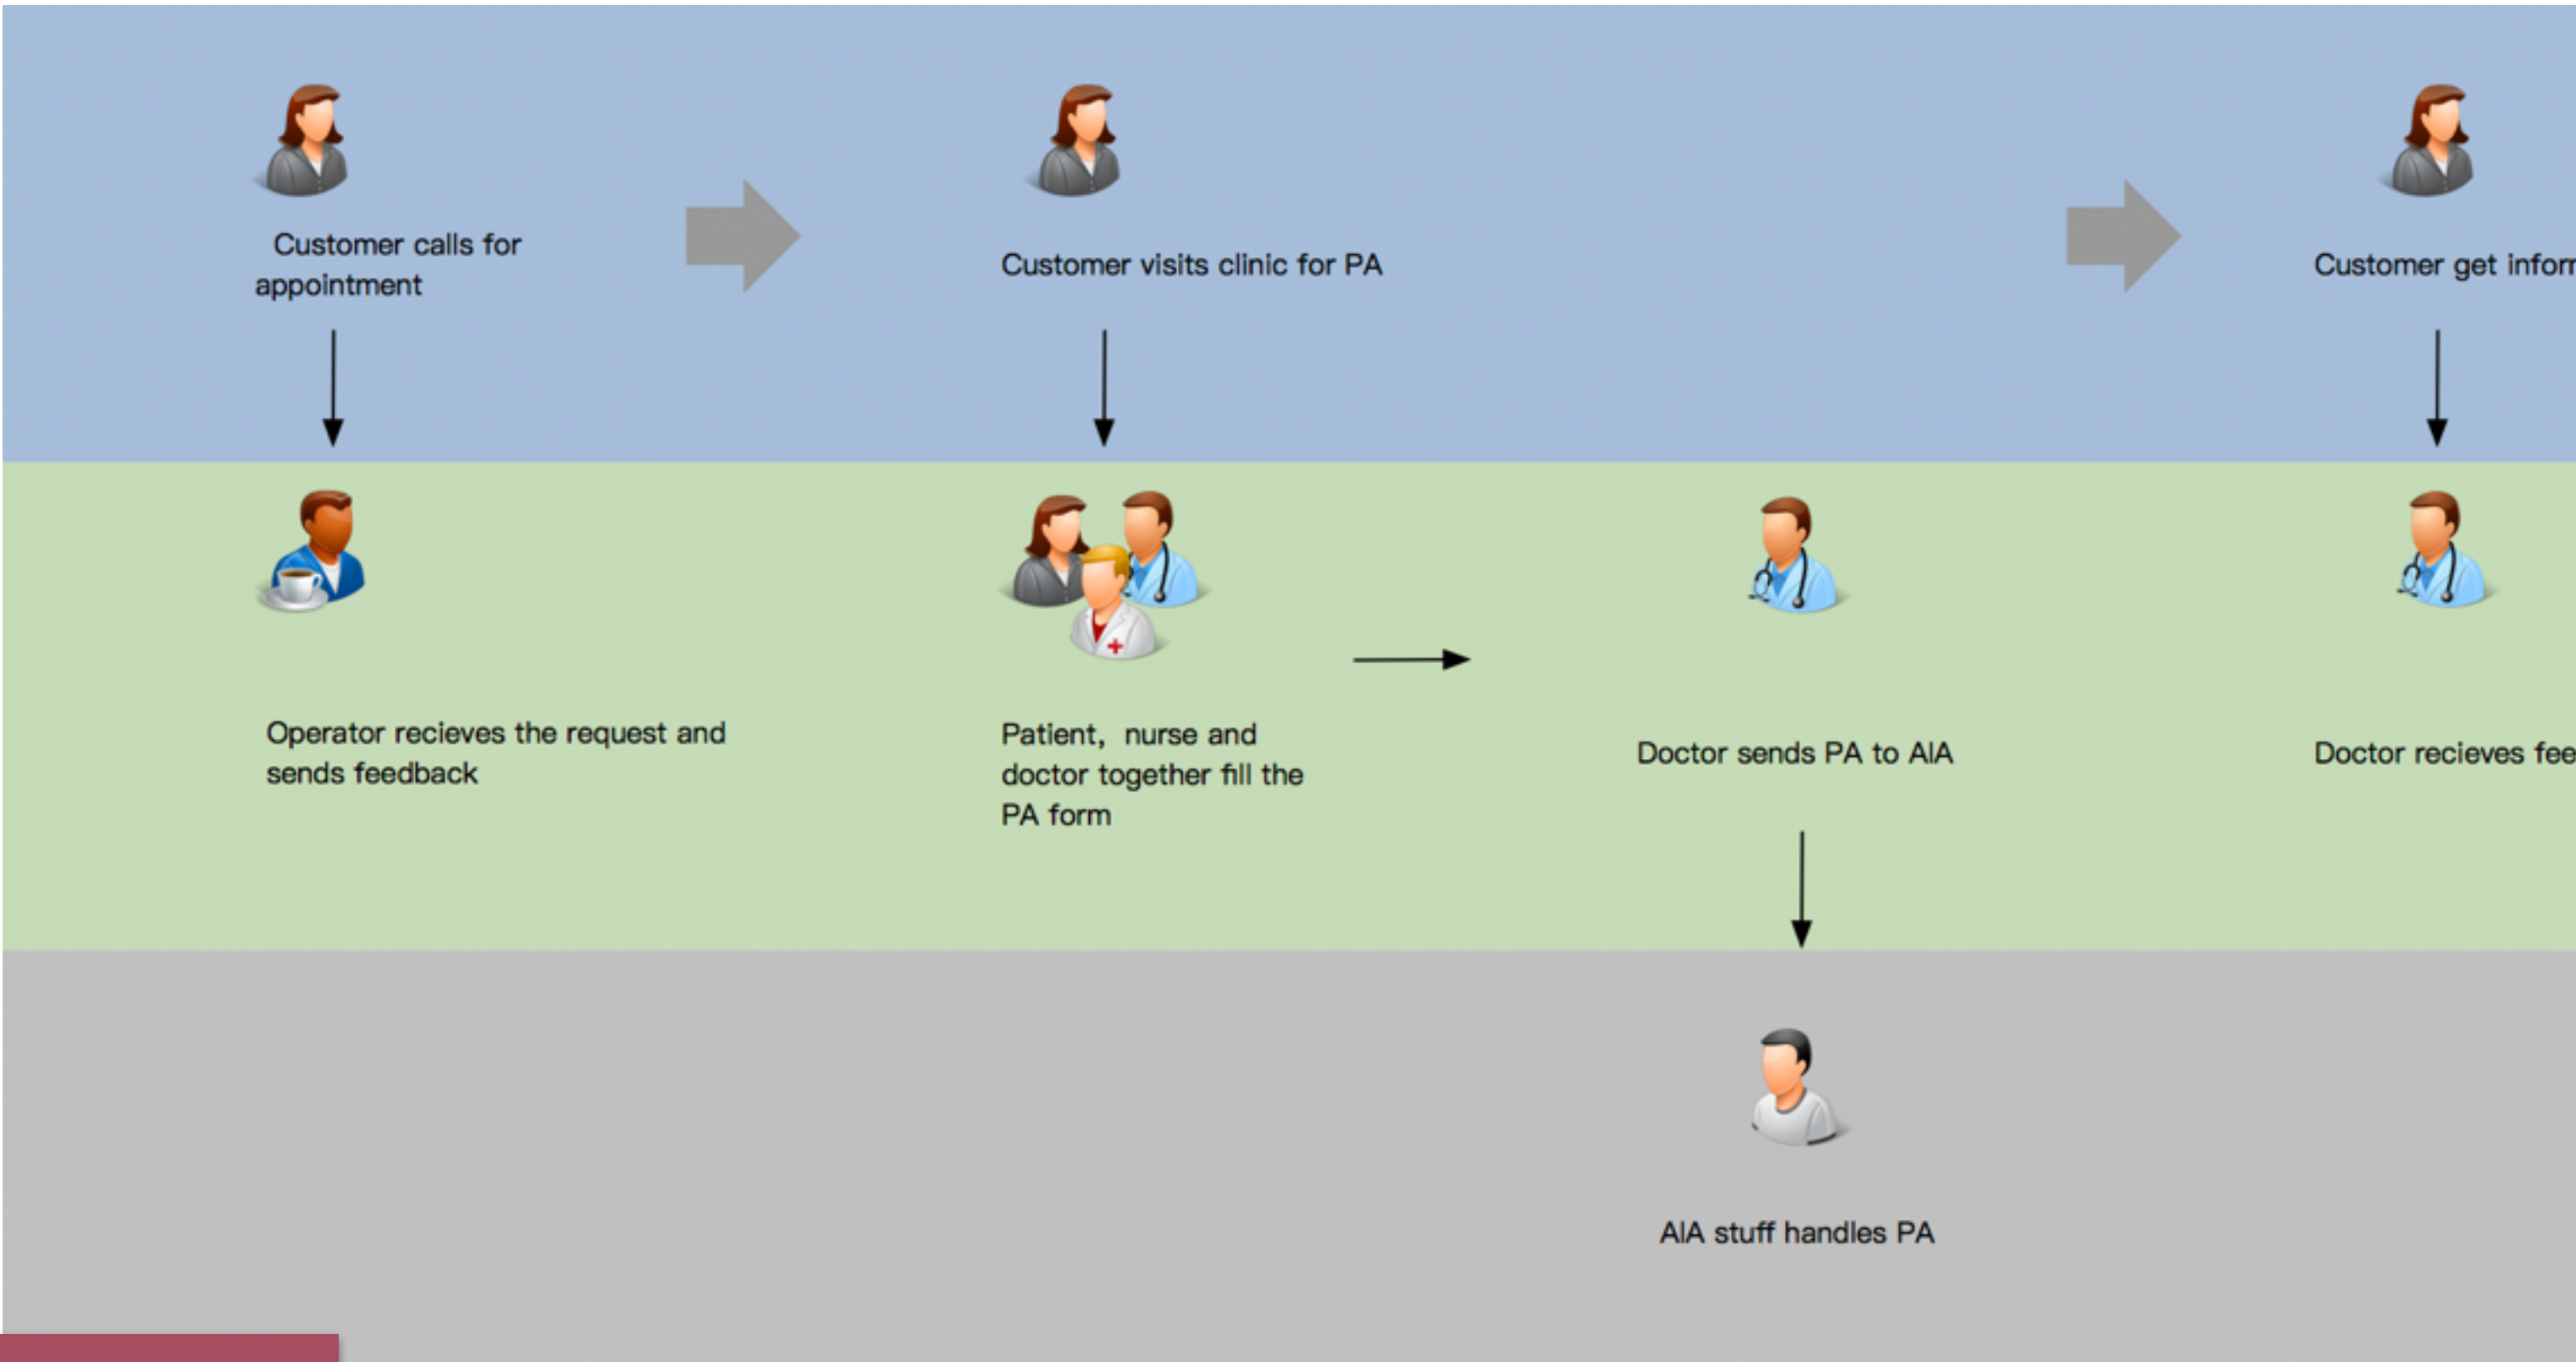 Customer calls for
appointment
Customer visits clinic for PA
Customer get
Operator recieves the request and
sends feedback
Patient, nurse and
doctor together fill the
PA form
Doctor sends PA to AIA
Doctor recieves
AIA stuff handles PA